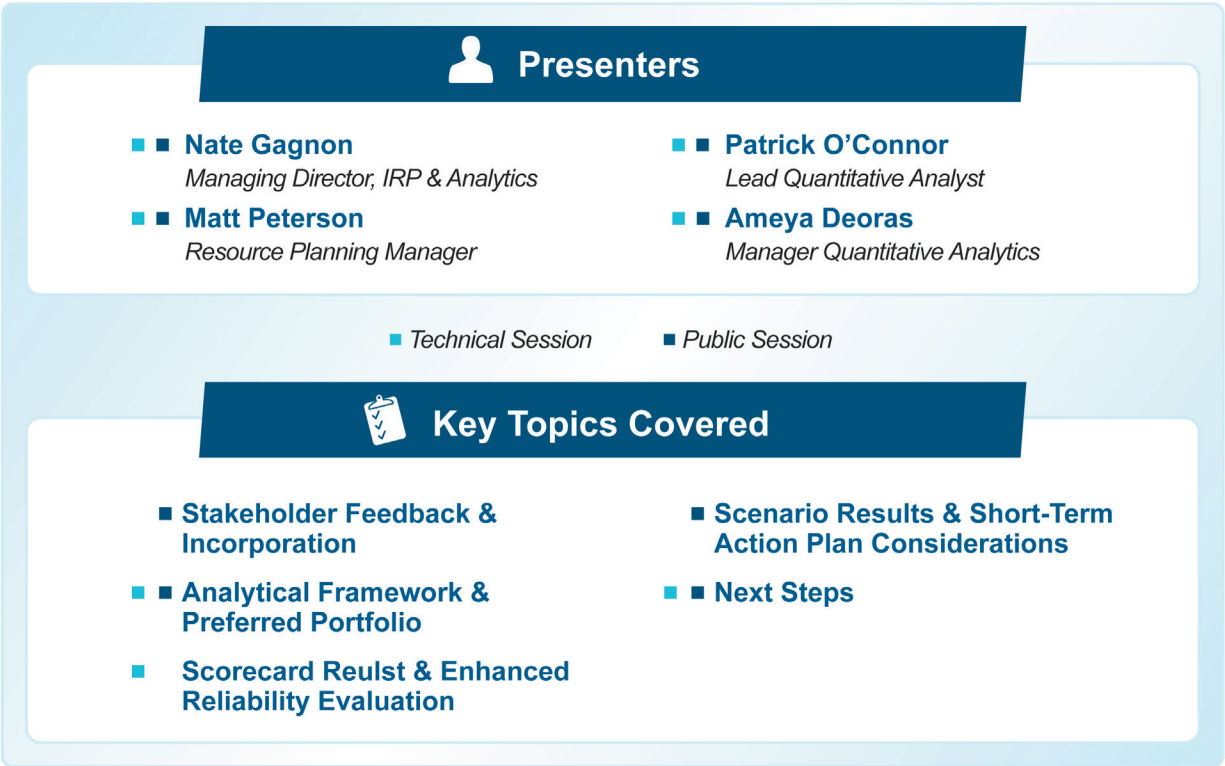 Presenters
Nate Gagnon
Managing Director, IRP & Analytics
Matt Peterson
Resource Planning Manager
Patrick O’Connor
Lead Quantitative Analyst
Ameya Deoras
Manager Quantitative Analytics
Technical Session
Public Session
Key Topics Covered
Stakeholder Feedback &
Incorporation
Analytical Framework &
Preferred Portfolio
Scorecard Reulst & Enhanced
Reliability Evaluation
Scenario Results & Short-Term
Action Plan Considerations
Next Steps